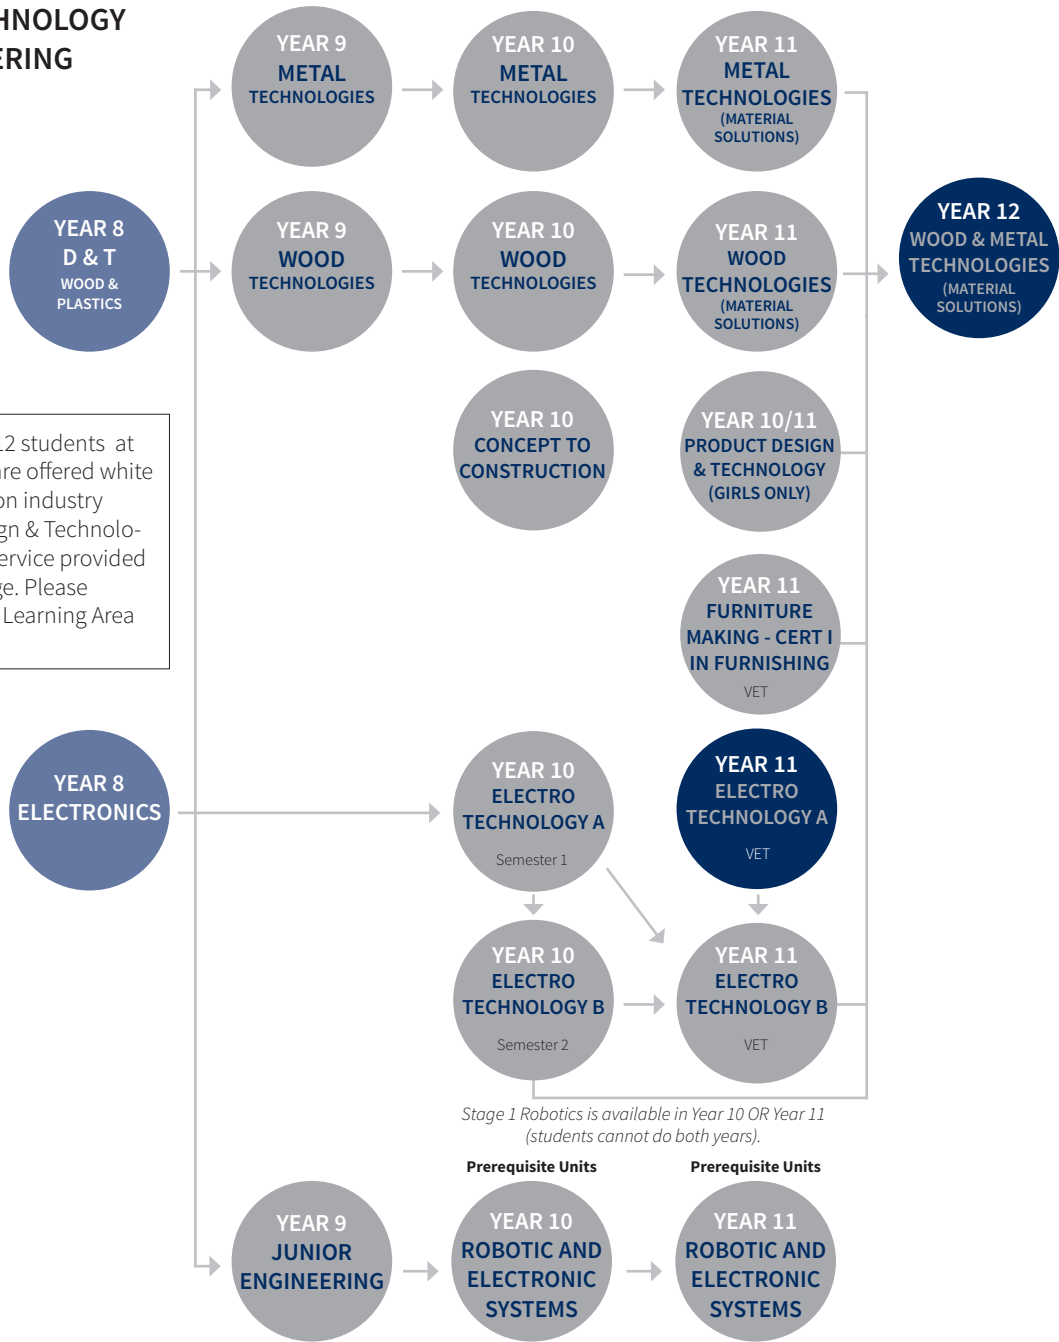 HNOLOGY
ERING
YEAR 9
METAL
TECHNOLOGIES
YEAR 10
METAL
TECHNOLOGIES
YEAR 11
METAL
TECHNOLOGIES
(MATERIAL
SOLUTIONS)
YEAR 8
D & T
WOOD &
PLASTICS
YEAR 9
WOOD
TECHNOLOGIES
YEAR 10
WOOD
TECHNOLOGIES
YEAR 11
WOOD
TECHNOLOGIES
(MATERIAL
SOLUTIONS)
YEAR 12
WOOD & METAL
TECHNOLOGIES
(MATERIAL
SOLUTIONS)
YEAR 10
CONCEPT TO
CONSTRUCTION
YEAR 10/11
PRODUCT DESIGN
& TECHNOLOGY
(GIRLS ONLY)
12 students at
are offered white
on industry
gn & Technolo-
ervice provided
ge. Please
Learning Area
YEAR 11
FURNITURE
MAKING - CERT I
IN FURNISHING
VET
YEAR 8
ELECTRONICS
YEAR 10
ELECTRO
TECHNOLOGY A
Semester 1
YEAR 11
ELECTRO
TECHNOLOGY A
VET
YEAR 10
ELECTRO
TECHNOLOGY B
Semester 2
YEAR 11
ELECTRO
TECHNOLOGY B
VET
Stage 1 Robotics is available in Year 10 OR Year 11
(students cannot do both years).
Prerequisite Units
Prerequisite Units
YEAR 9
JUNIOR
ENGINEERING
YEAR 10
ROBOTIC AND
ELECTRONIC
SYSTEMS
YEAR 11
ROBOTIC AND
ELECTRONIC
SYSTEMS